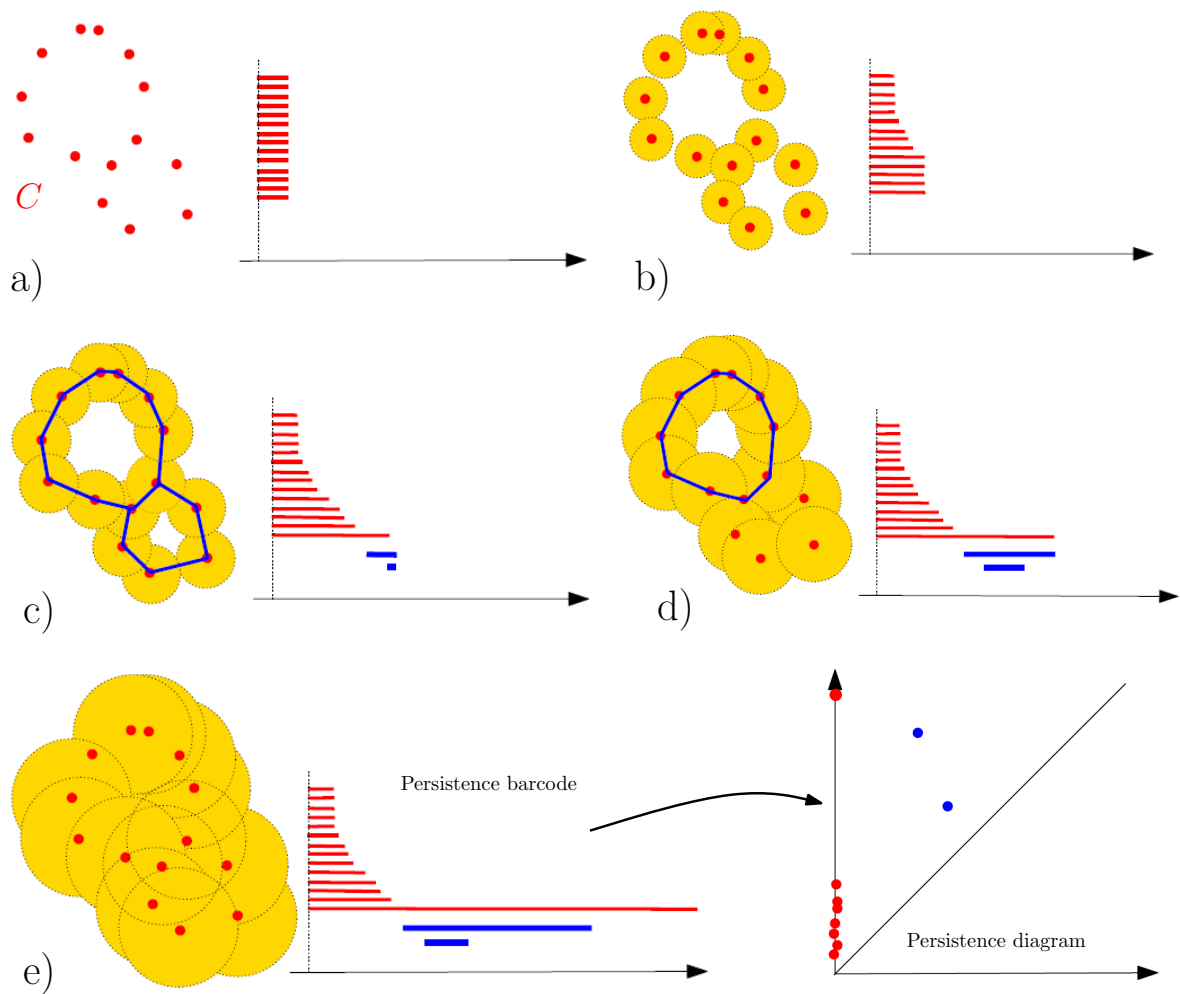 C
a)
b)
c)
d)
Persistence barcode
Persistence diagram
e)